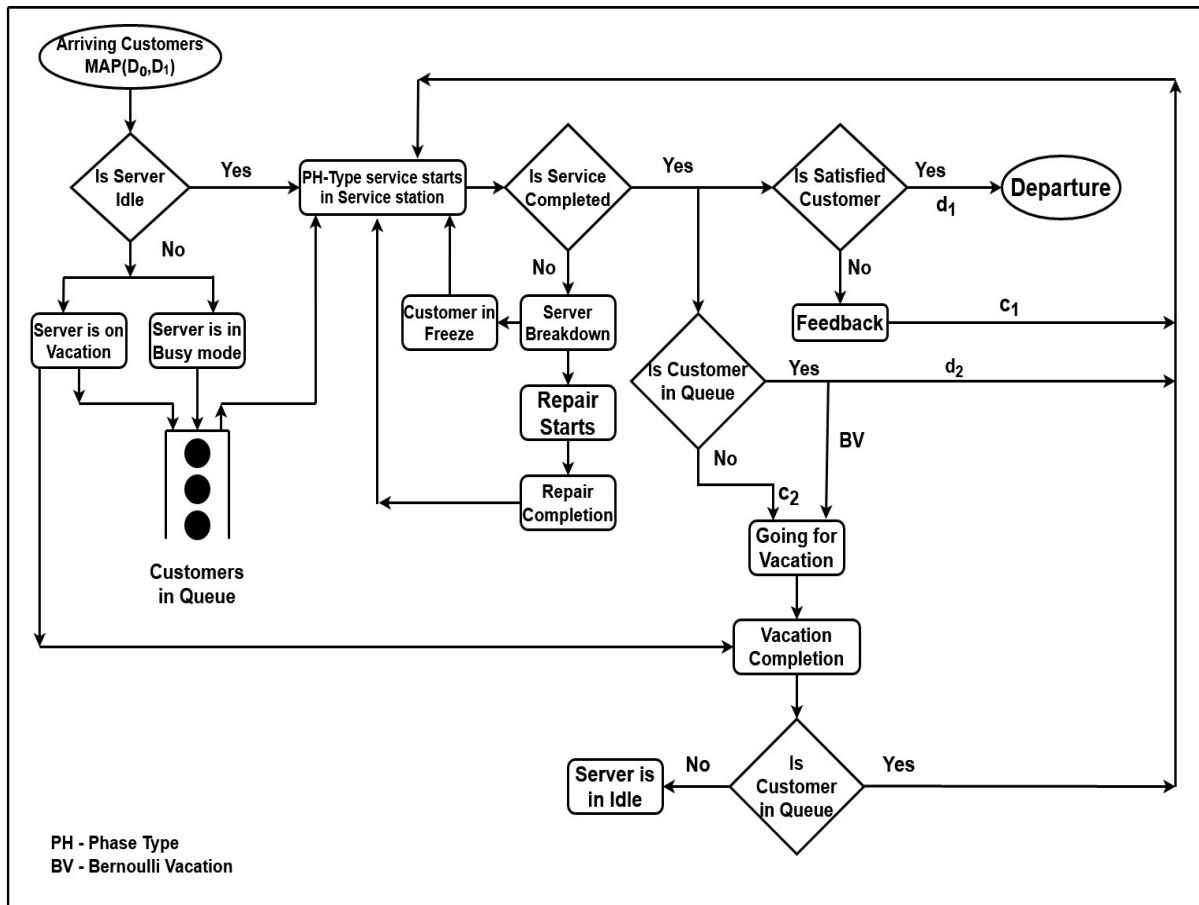 Arriving Customers
MAP(D₀,D₁)
Is Server
Idle
Yes
No
PH-Type service starts
in Service station
Is Service
Completed
Yes
No
Is Satisfied
Customer
Yes
d₁
Departure
No
Feedback
c₁
Server is on
Vacation
Server is in
Busy mode
Customer in
Freeze
Server
Breakdown
Repair
Starts
Repair
Completion
Is Customer
in Queue
Yes
d₂
BV
No
c₂
Customers
in Queue
Going for
Vacation
Vacation
Completion
Is
Customer
in Queue
Yes
No
Server is
in Idle
PH - Phase Type
BV - Bernoulli Vacation